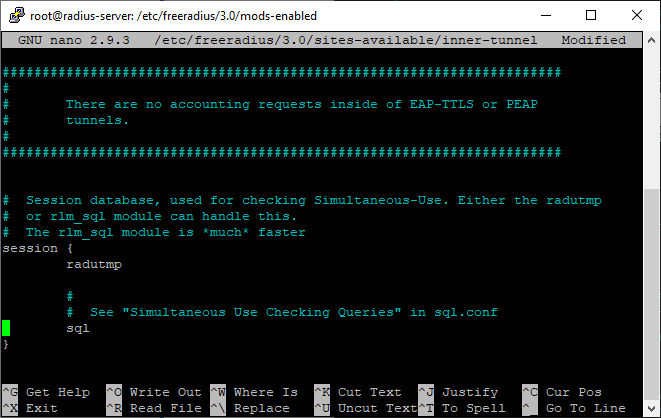 root@radius-server: /etc/freeradius/3.0/mods-enabled
GNU nano 2.9.3 /etc/freeradius/3.0/sites-available/inner-tunnel Modified
######################################################################
#
# There are no accounting requests inside of EAP-TTLS or PEAP
# tunnels.
#
######################################################################
# Session database, used for checking Simultaneous-Use. Either the radutmp
# or rlm_sql module can handle this.
# The rlm_sql module is *much* faster
session {
radutmp
#
# See "Simultaneous Use Checking Queries" in sql.conf
sql
}
^G Get Help ^O Write Out ^W Where Is ^K Cut Text ^J Justify ^C Cur Pos
^X Exit ^R Read File ^\ Replace ^U Uncut Text ^T To Spell ^_ Go To Line